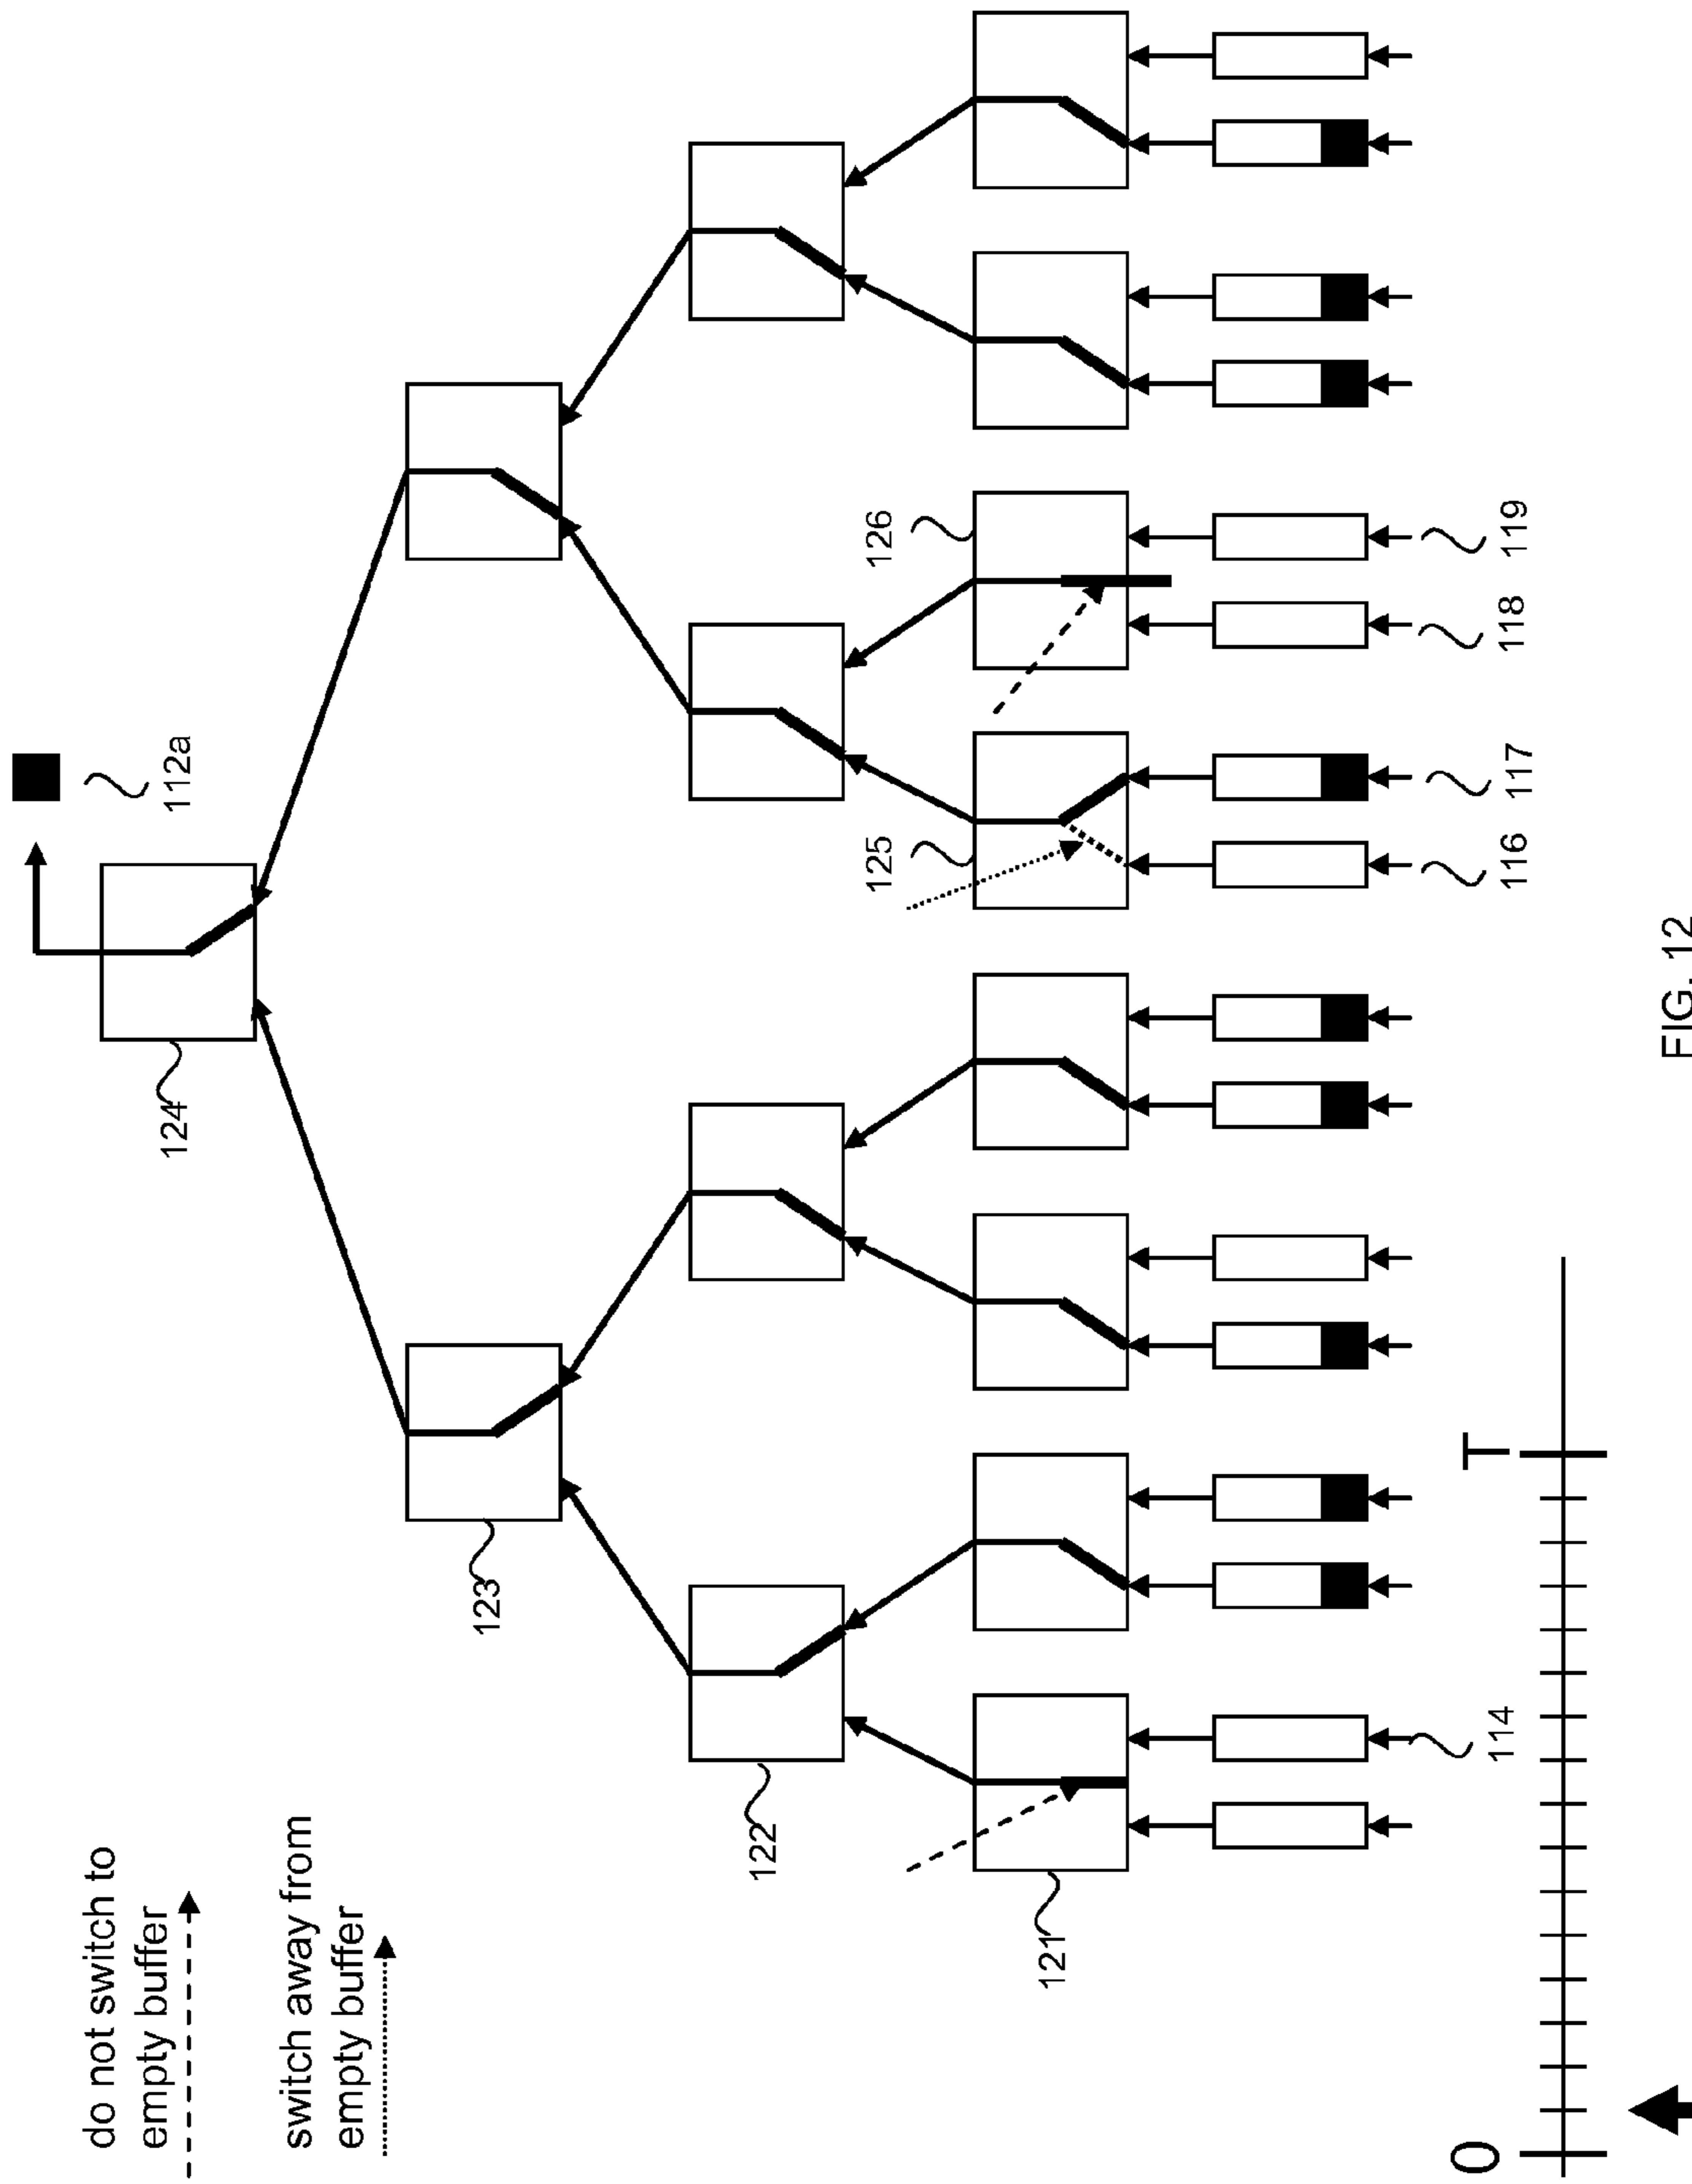 do not switch to
empty buffer
switch away from
empty buffer
112a
124
123
122
121
125
126
114
116
117
118
119
0
T
FIG. 12